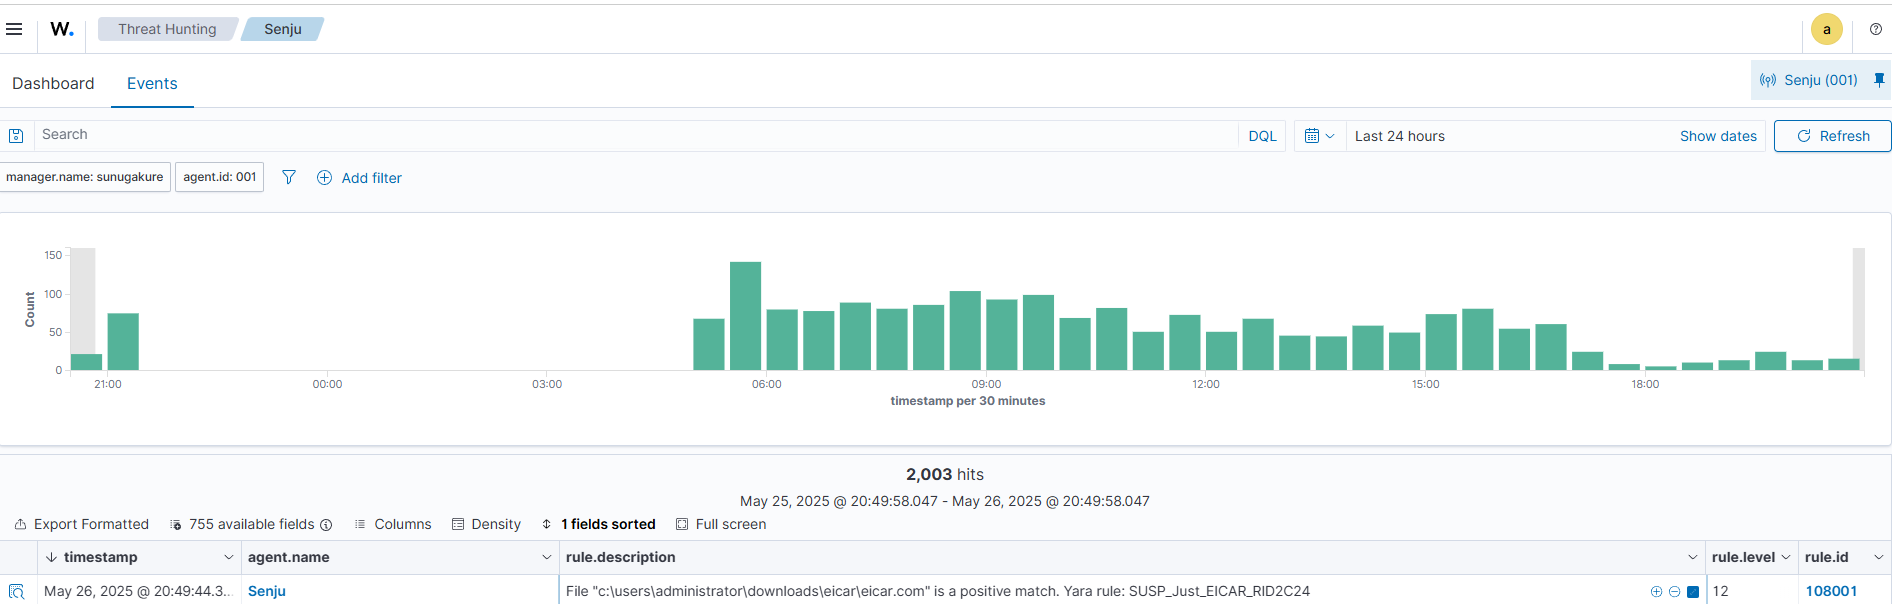 W. Threat Hunting Senju a
Dashboard Events Senju (001)
Search DQL Last 24 hours Show dates Refresh
manager.name: sunugakure agent.id: 001 Add filter
150
100
50
0
Count
21:00 00:00 03:00 06:00 09:00 12:00 15:00 18:00
timestamp per 30 minutes
2,003 hits
May 25, 2025 @ 20:49:58.047 - May 26, 2025 @ 20:49:58.047
Export Formatted 755 available fields Columns Density 1 fields sorted Full screen
timestamp agent.name rule.description rule.level rule.id
May 26, 2025 @ 20:49:44.3... Senju File "c:\users\administrator\downloads\eicar\eicar.com" is a positive match. Yara rule: SUSP_Just_EICAR_RID2C24 12 108001